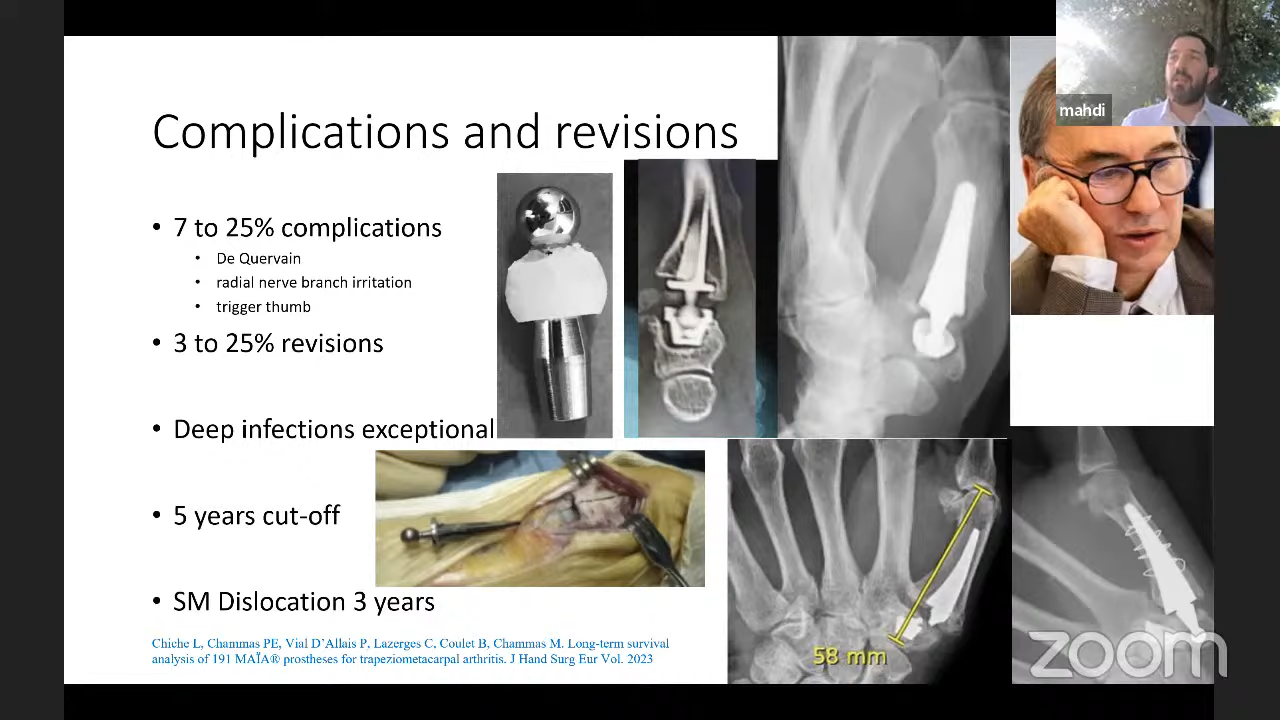 mahdi
Complications and revisions
• 7 to 25% complications
• De Quervain
• radial nerve branch irritation
• trigger thumb
• 3 to 25% revisions
• Deep infections exceptional
• 5 years cut-off
• SM Dislocation 3 years
Chiche L, Chammas PE, Vial D’Allais P, Lazerges C, Coulet B, Chammas M. Long-term survival
analysis of 191 MAÏA® prostheses for trapeziometacarpal arthritis. J Hand Surg Eur Vol. 2023
58 mm
zoom